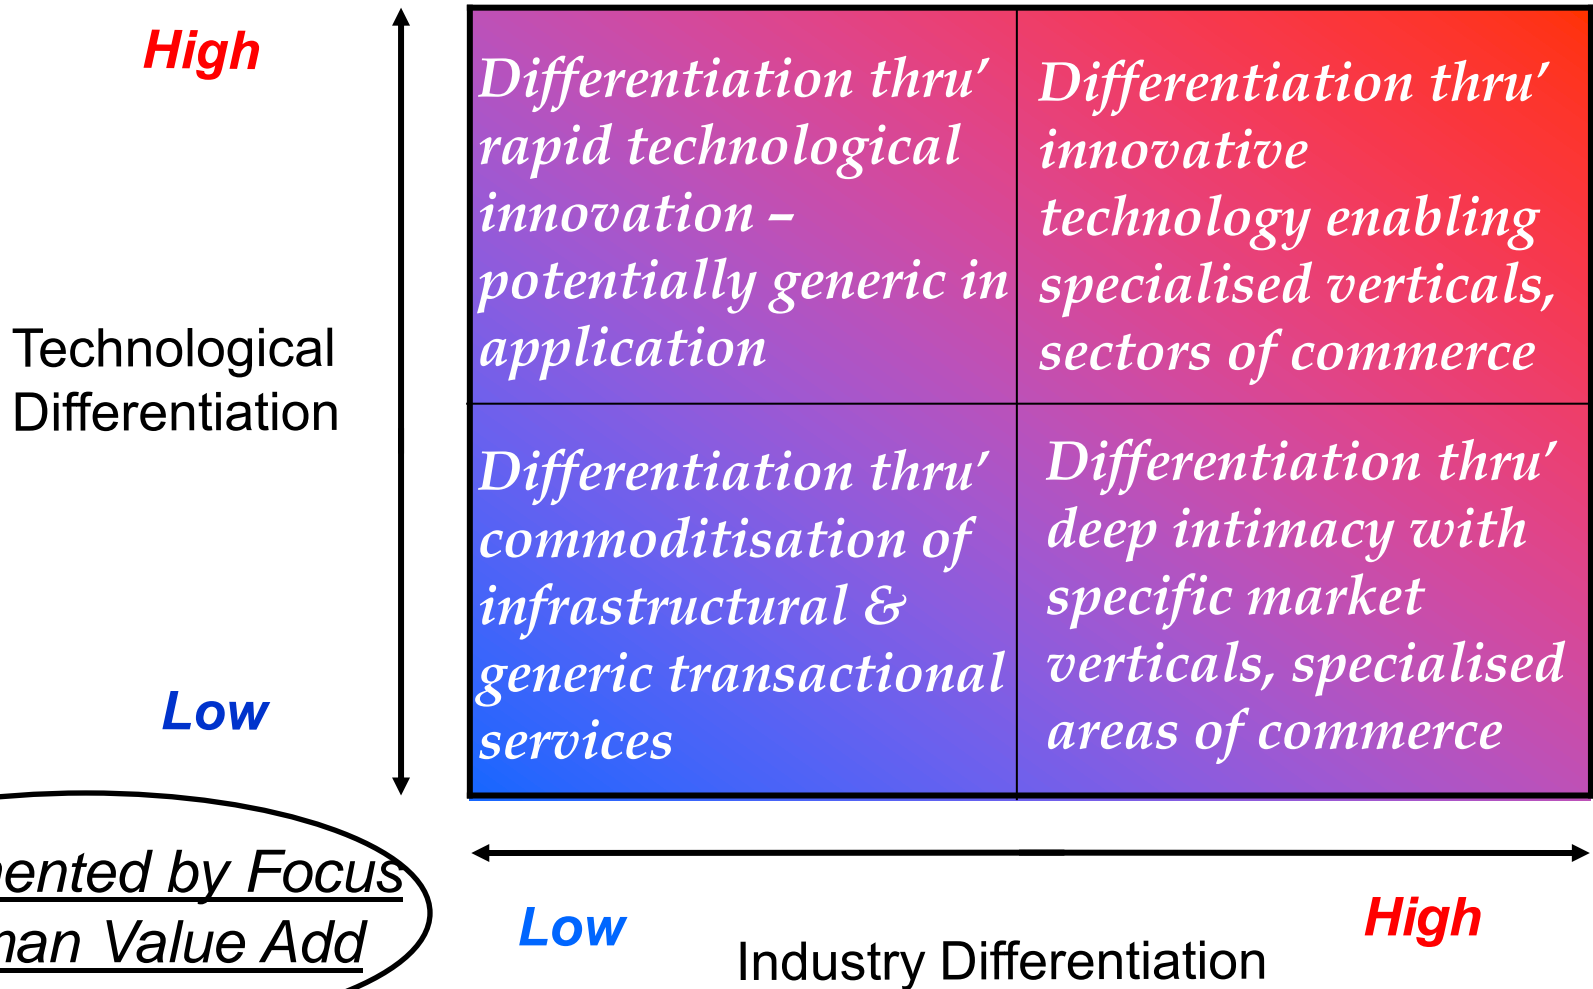 High
Technological
Differentiation
Low
Differentiation thru’
rapid technological
innovation –
potentially generic in
application
Differentiation thru’
innovative
technology enabling
specialised verticals,
sectors of commerce
Differentiation thru’
commoditisation of
infrastructural &
generic transactional
services
Differentiation thru’
deep intimacy with
specific market
verticals, specialised
areas of commerce
by Focus
Value Add
Low
High
Industry Differentiation